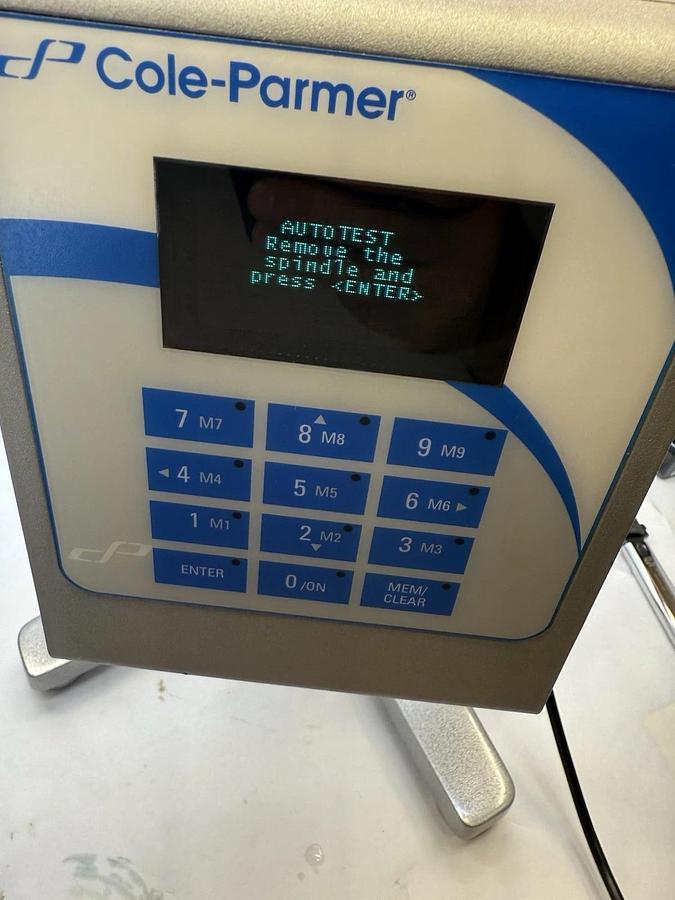 Cole-Parmer®
AUTOTEST
Remove the
spindle and
press <ENTER>
7 M7
8 M8
9 M9
4 M4
5 M5
6 M6
1 M1
2 M2
3 M3
ENTER
0/ON
MEM/
CLEAR